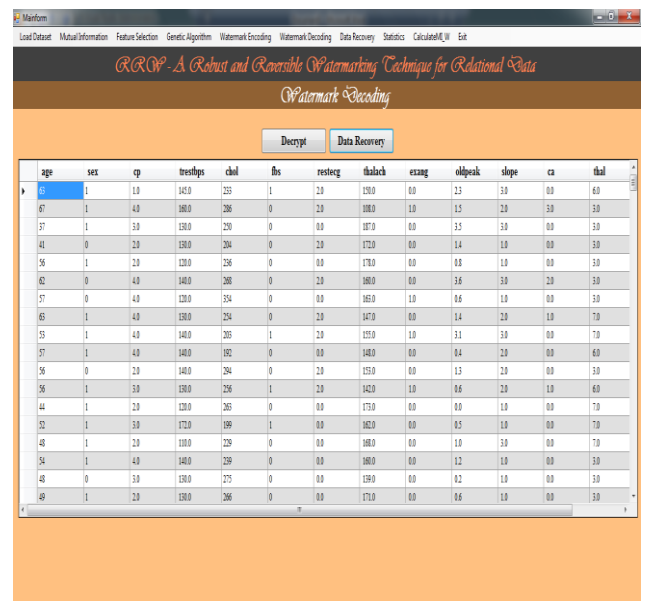 Mainform
Load Dataset Mutual Information Feature Selection Genetic Algorithm Watermark Encoding Watermark Decoding Data Recovery Statistics CalculateMI_W Exit
RRW - A Robust and Reversible Watermarking Technique for Relational Data
Watermark Decoding
Decrypt Data Recovery
age sex cp trestbps chol fbs restecg thalach exang oldpeak slope ca thal
63 1 1.0 145.0 233 1 2.0 150.0 0.0 2.3 3.0 0.0 6.0
67 1 4.0 160.0 286 0 2.0 108.0 1.0 1.5 2.0 3.0 3.0
37 1 3.0 130.0 250 0 0.0 187.0 0.0 3.5 3.0 0.0 3.0
41 0 2.0 130.0 204 0 2.0 172.0 0.0 1.4 1.0 0.0 3.0
56 1 2.0 120.0 236 0 0.0 178.0 0.0 0.8 1.0 0.0 3.0
62 0 4.0 140.0 268 0 2.0 160.0 0.0 3.6 3.0 2.0 3.0
57 0 4.0 120.0 354 0 0.0 163.0 1.0 0.6 1.0 0.0 3.0
63 1 4.0 130.0 254 0 2.0 147.0 0.0 1.4 2.0 1.0 7.0
53 1 4.0 140.0 203 1 2.0 155.0 1.0 3.1 3.0 0.0 7.0
57 1 4.0 140.0 192 0 0.0 148.0 0.0 0.4 2.0 0.0 6.0
56 0 2.0 140.0 294 0 2.0 153.0 0.0 1.3 2.0 0.0 3.0
56 1 3.0 130.0 256 1 2.0 142.0 1.0 0.6 2.0 1.0 6.0
44 1 2.0 120.0 263 0 0.0 173.0 0.0 0.0 1.0 0.0 7.0
52 1 3.0 172.0 199 1 0.0 162.0 0.0 0.5 1.0 0.0 7.0
48 1 2.0 110.0 229 0 0.0 168.0 0.0 1.0 3.0 0.0 7.0
54 1 4.0 140.0 239 0 0.0 160.0 0.0 1.2 1.0 0.0 3.0
48 0 3.0 130.0 275 0 0.0 139.0 0.0 0.2 1.0 0.0 3.0
49 1 2.0 130.0 266 0 0.0 171.0 0.0 0.6 1.0 0.0 3.0